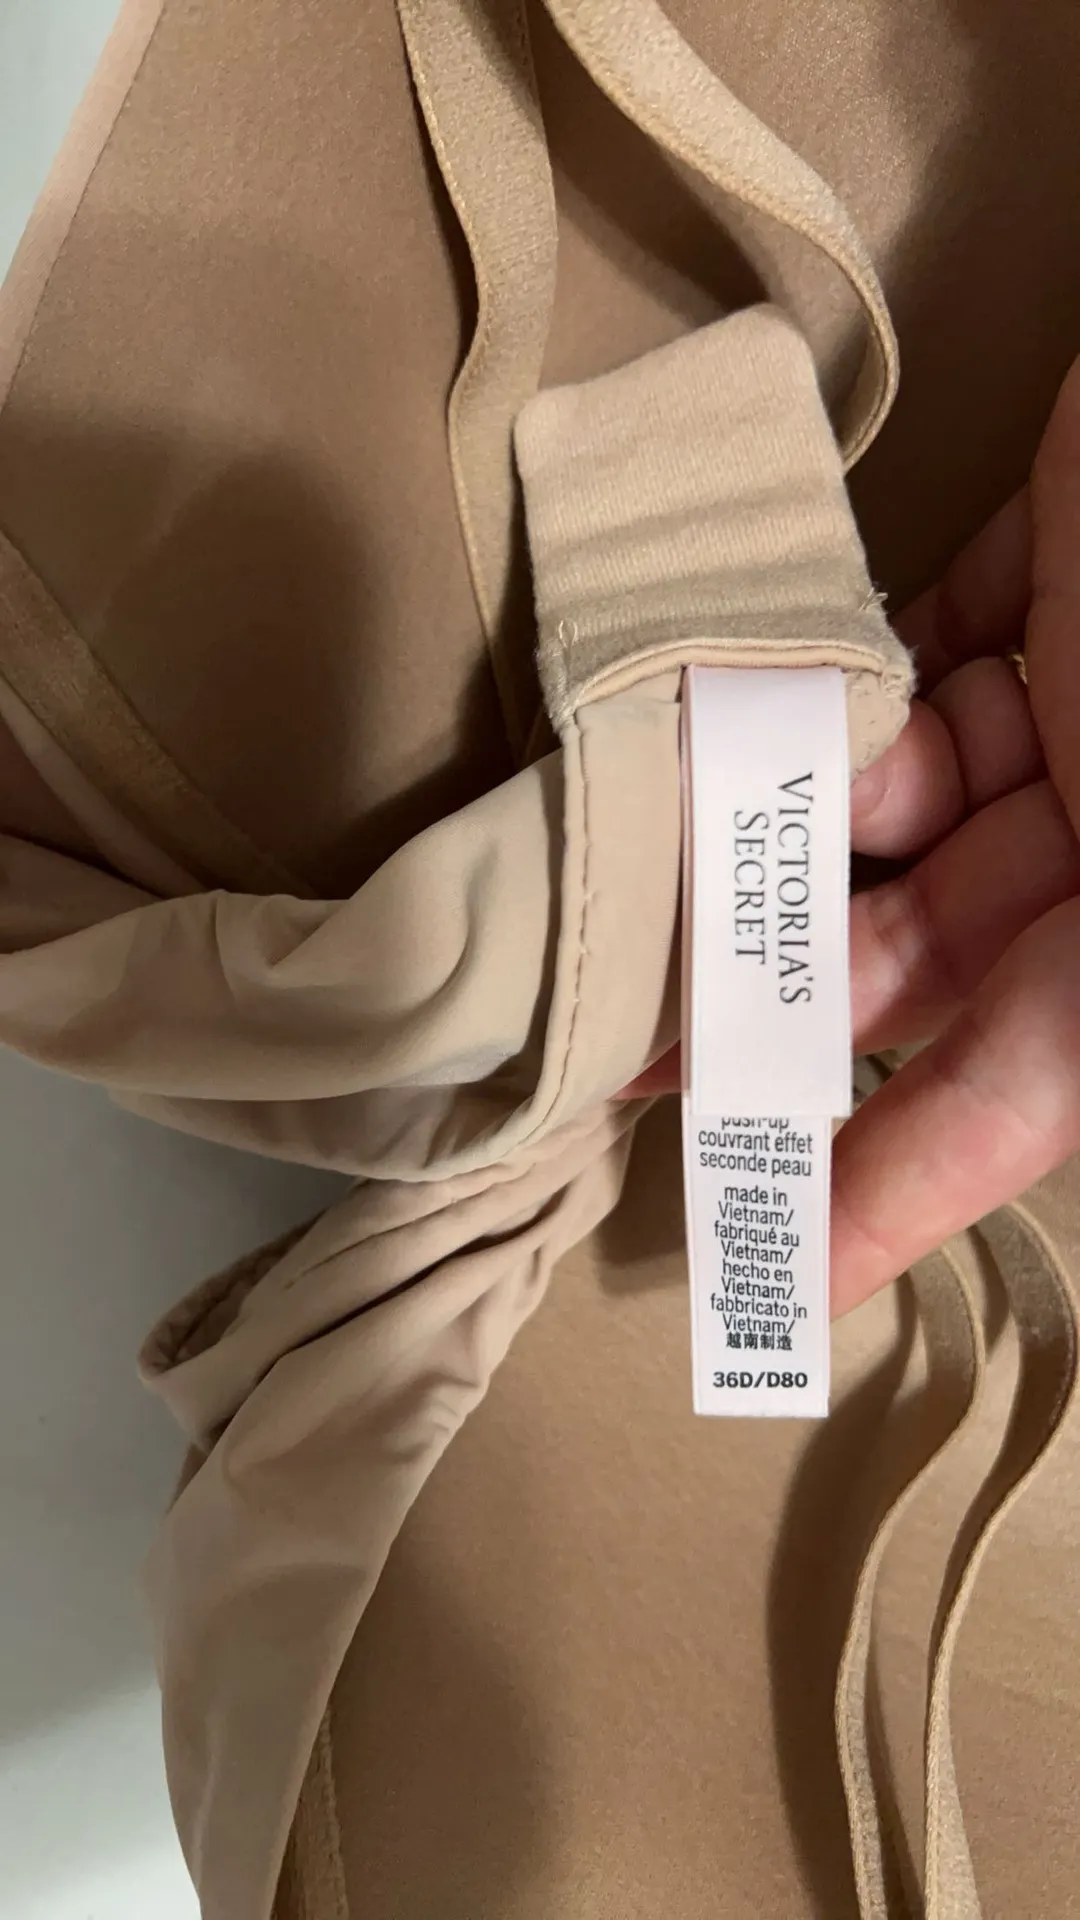 VICTORIA'S
SECRET
push-up
couvrant effet
seconde peau
made in
Vietnam/
fabriqué au
Vietnam/
hecho en
Vietnam/
fabbricato in
Vietnam/
越南制造
36D/D80